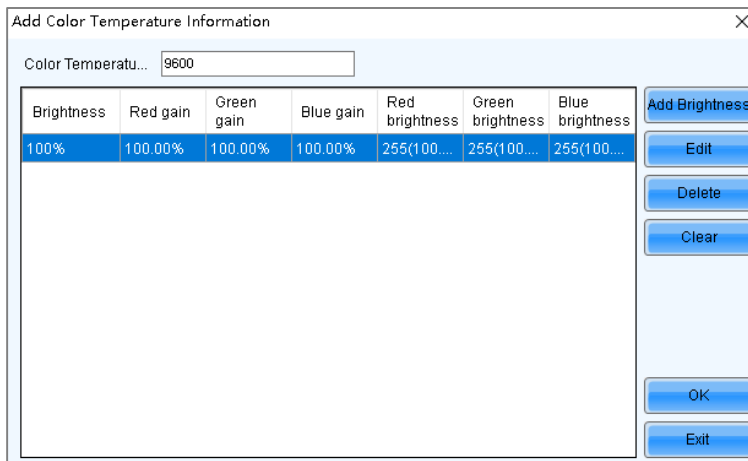 Add Color Temperature Information
Color Temperatu... 9600
Brightness Red gain Green gain Blue gain Red brightness Green brightness Blue brightness
100% 100.00% 100.00% 100.00% 255(100.... 255(100.... 255(100....
Add Brightness
Edit
Delete
Clear
OK
Exit